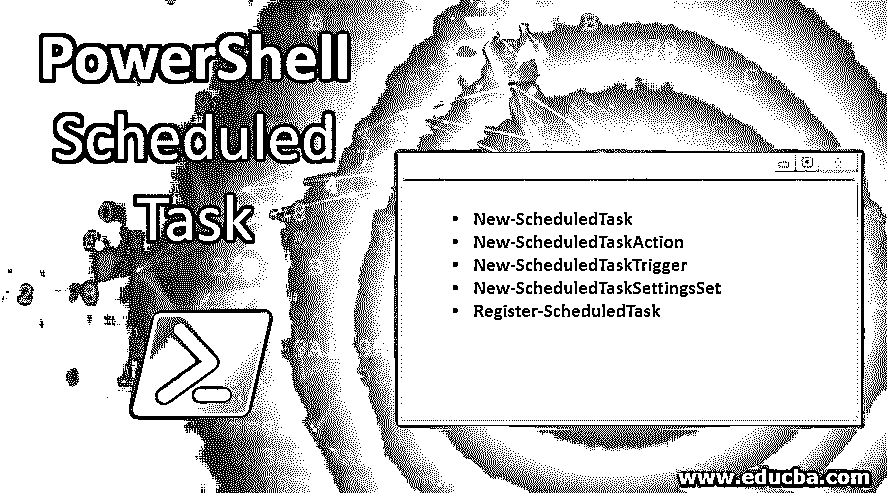 PowerShell
Scheduled
Task
• New-ScheduledTask
• New-ScheduledTaskAction
• New-ScheduledTaskTrigger
• New-ScheduledTaskSettingsSet
• Register-ScheduledTask
www.educba.com